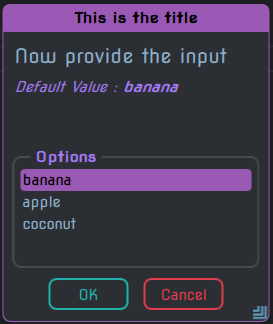 This is the title
Now provide the input
Default Value : banana
Options
banana
apple
coconut
OK
Cancel